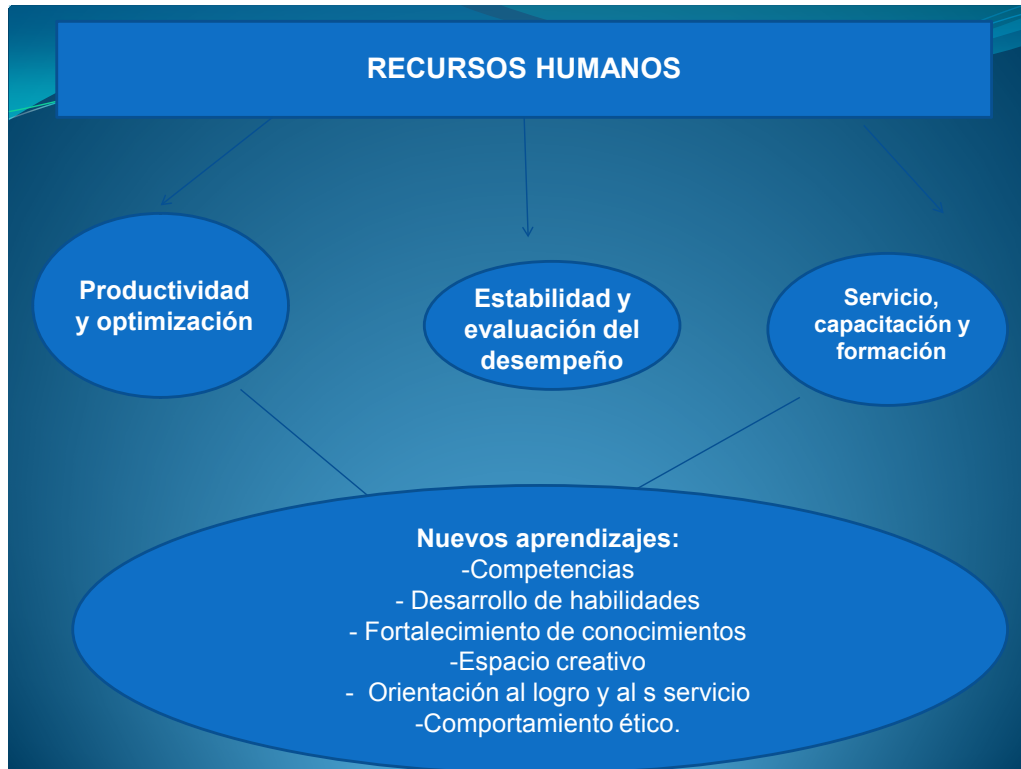 RECURSOS HUMANOS
Productividad
y optimización
Estabilidad y
evaluación del
desempeño
Servicio,
capacitación y
formación
Nuevos aprendizajes:
-Competencias
- Desarrollo de habilidades
- Fortalecimiento de conocimientos
-Espacio creativo
- Orientación al logro y al s servicio
-Comportamiento ético.